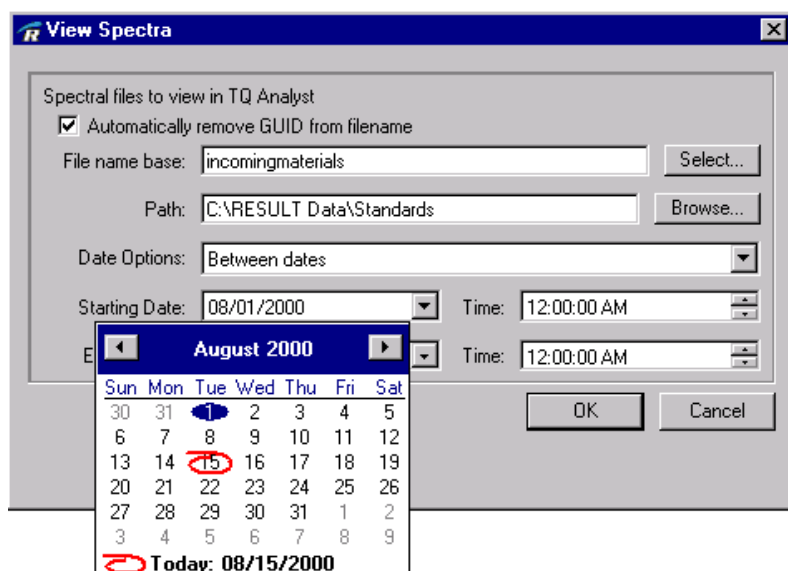 View Spectra
Spectral files to view in TQ Analyst
Automatically remove GUID from filename
File name base: incomingmaterials Select...
Path: C:\RESULT Data\Standards Browse...
Date Options: Between dates
Starting Date: 08/01/2000 Time: 12:00:00 AM
E Time: 12:00:00 AM
August 2000
Sun Mon Tue Wed Thu Fri Sat
30 31 1 2 3 4 5
6 7 8 9 10 11 12
13 14 15 16 17 18 19
20 21 22 23 24 25 26
27 28 29 30 31 1 2
3 4 5 6 7 8 9
Today: 08/15/2000
OK Cancel